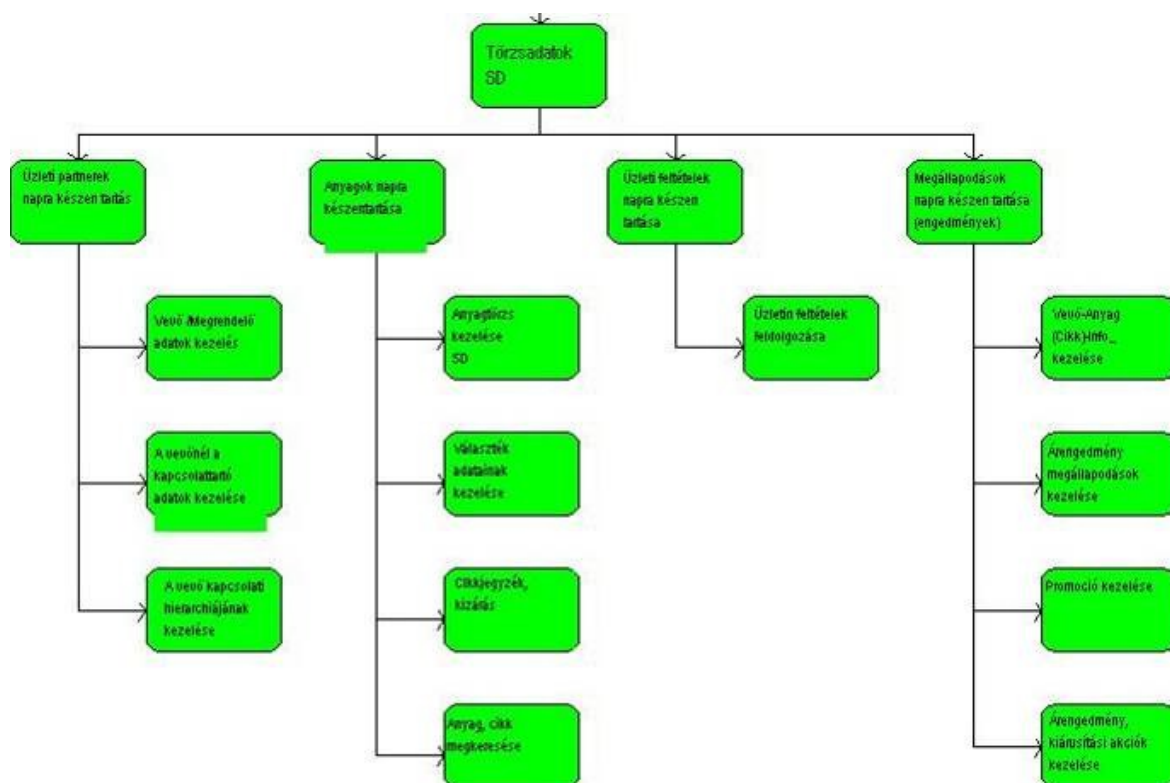 Törzsadatok
SD
Üzleti partnerek
napra készen tartás
Anyagok napra
készentartása
Üzleti feltételek
napra készen
tartása
Megállapodások
napra készen tartása
(engedmények)
Vevő /Megrendelő
adatok kezelés
A vevőnél a
kapcsolattartó
adatok kezelése
A vevő kapcsolati
hierarchiájának
kezelése
Anyagtörzs
kezelése
SD
Választék
adatainak
kezelése
Cikkjegyzék,
kizárás
Anyag, cikk
megkeresése
Üzletin feltételek
feldolgozása
Vevő-Anyag
(Cikk)-Info_
kezelése
Árengedmény
megállapodások
kezelése
Promoció kezelése
Árengedmény,
kiárusítási akciók
kezelése